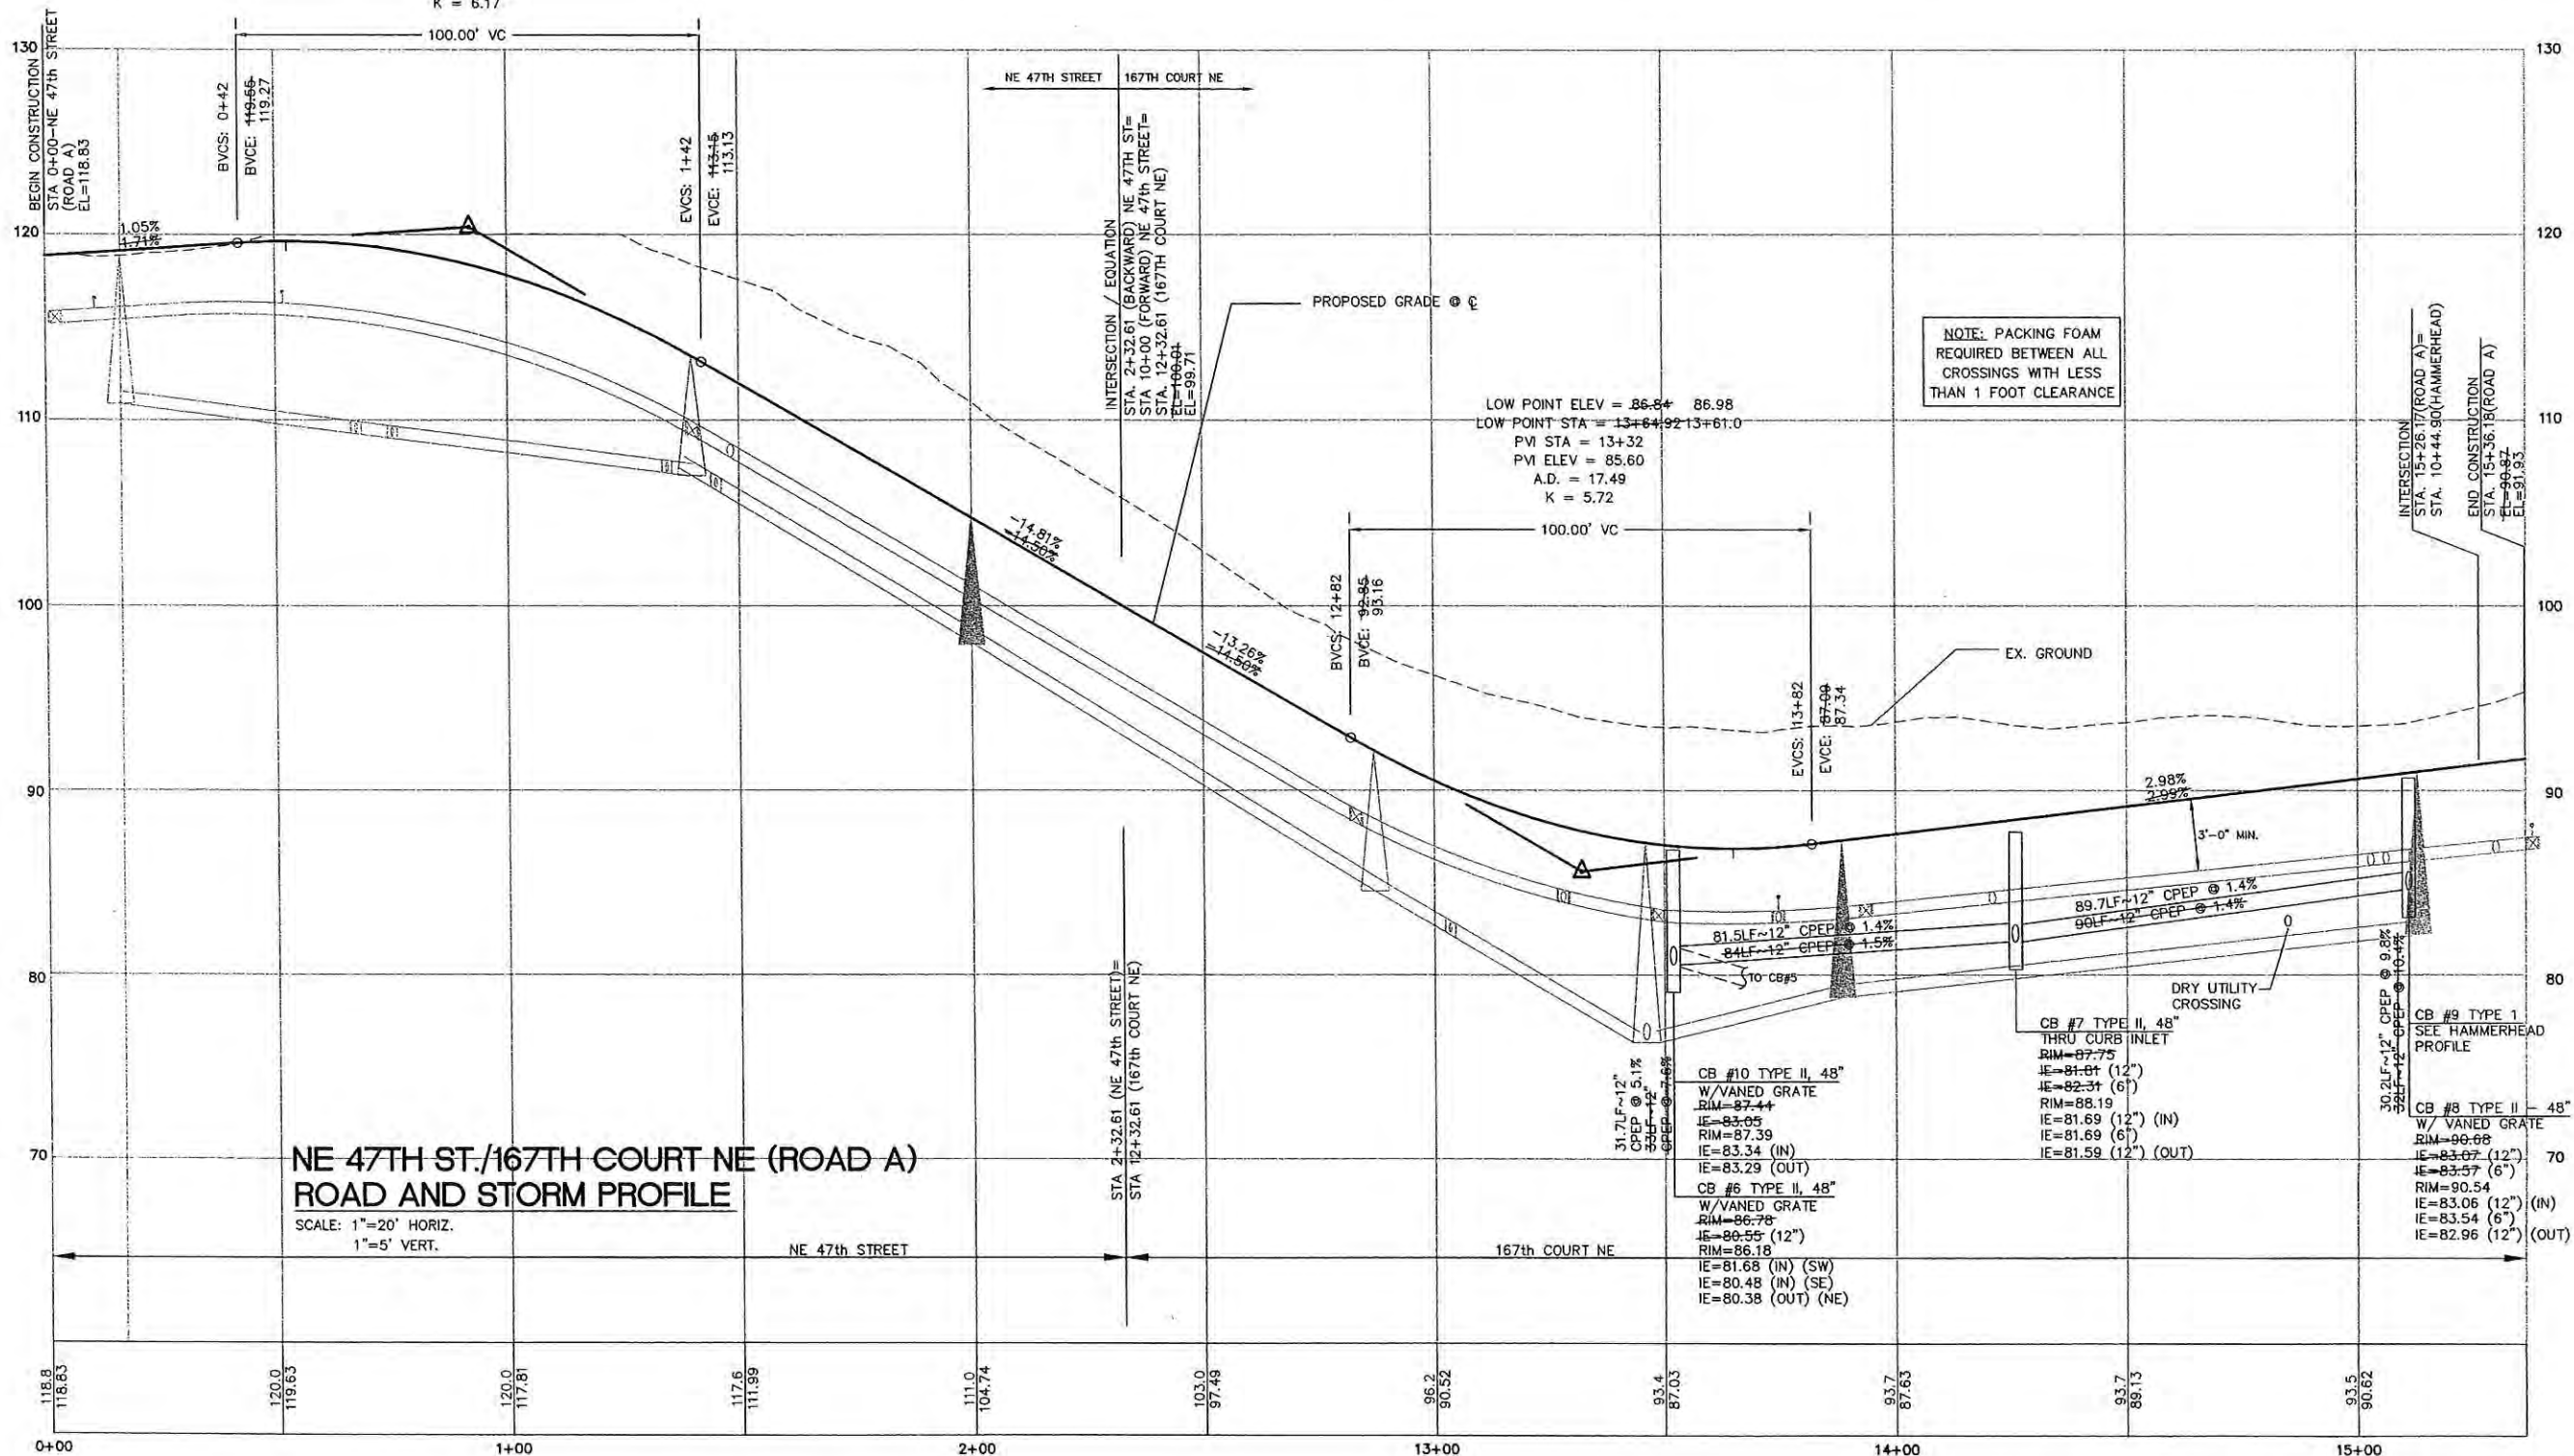 K = 6.17
100.00' VC
130
130
BEGIN CONSTRUCTION
STA 0+00-NE 47th STREET
(ROAD A)
EL=118.83
BVCS: 0+42
BVCE: 119.55
119.27
EVCS: 1+42
EVCE: 113.15
113.13
NE 47TH STREET
167TH COURT NE
INTERSECTION / EQUATION
STA. 2+32.61 (BACKWARD) NE 47TH ST=
STA 10+00 (FORWARD) NE 47th STREET=
STA. 12+32.61 (167TH COURT NE)
EL=100.01
EL=99.71
120
1.05%
1.71%
120
PROPOSED GRADE @ ℄
NOTE: PACKING FOAM
REQUIRED BETWEEN ALL
CROSSINGS WITH LESS
THAN 1 FOOT CLEARANCE
110
110
LOW POINT ELEV = 86.84 86.98
LOW POINT STA = 13+64.92 13+61.0
PVI STA = 13+32
PVI ELEV = 85.60
A.D. = 17.49
K = 5.72
100.00' VC
INTERSECTION
STA. 15+26.17(ROAD A)=
STA. 10+44.90(HAMMERHEAD)
END CONSTRUCTION
STA. 15+36.18(ROAD A)
EL=90.87
EL=91.93
-14.81%
-14.50%
100
100
BVCS: 12+82
BVCE: 92.85
93.16
-13.26%
-14.50%
EX. GROUND
EVCS: 13+82
EVCE: 87.09
87.34
90
90
2.98%
2.99%
3'-0" MIN.
89.7LF~12" CPEP @ 1.4%
90LF~12" CPEP @ 1.4%
81.5LF~12" CPEP @ 1.4%
84LF~12" CPEP @ 1.5%
TO CB#5
80
80
DRY UTILITY
CROSSING
STA 2+32.61 (NE 47th STREET)=
STA 12+32.61 (167th COURT NE)
31.7LF~12"
CPEP @ 5.1%
33LF~12"
CPEP @ 7.6%
CB #10 TYPE II, 48"
W/VANED GRATE
RIM=87.44
IE=83.05
RIM=87.39
IE=83.34 (IN)
IE=83.29 (OUT)
CB #6 TYPE II, 48"
W/VANED GRATE
RIM=86.78
IE=80.55 (12")
RIM=86.18
IE=81.68 (IN) (SW)
IE=80.48 (IN) (SE)
IE=80.38 (OUT) (NE)
CB #7 TYPE II, 48"
THRU CURB INLET
RIM=87.75
IE=81.81 (12")
IE=82.31 (6")
RIM=88.19
IE=81.69 (12") (IN)
IE=81.69 (6")
IE=81.59 (12") (OUT)
30.2LF~12" CPEP @ 9.8%
32LF~12" CPEP @ 10.4%
CB #9 TYPE 1
SEE HAMMERHEAD
PROFILE
CB #8 TYPE II - 48"
W/ VANED GRATE
RIM=90.68
IE=83.07 (12")
IE=83.57 (6")
RIM=90.54
IE=83.06 (12") (IN)
IE=83.54 (6")
IE=82.96 (12") (OUT)
70
70
NE 47TH ST./167TH COURT NE (ROAD A)
ROAD AND STORM PROFILE
SCALE: 1"=20' HORIZ.
1"=5' VERT.
NE 47th STREET
167th COURT NE
118.8
118.83
120.0
119.63
120.0
117.81
117.6
111.99
111.0
104.74
103.0
97.49
96.2
90.52
93.4
87.03
93.7
87.63
93.7
89.13
93.5
90.62
0+00
1+00
2+00
13+00
14+00
15+00